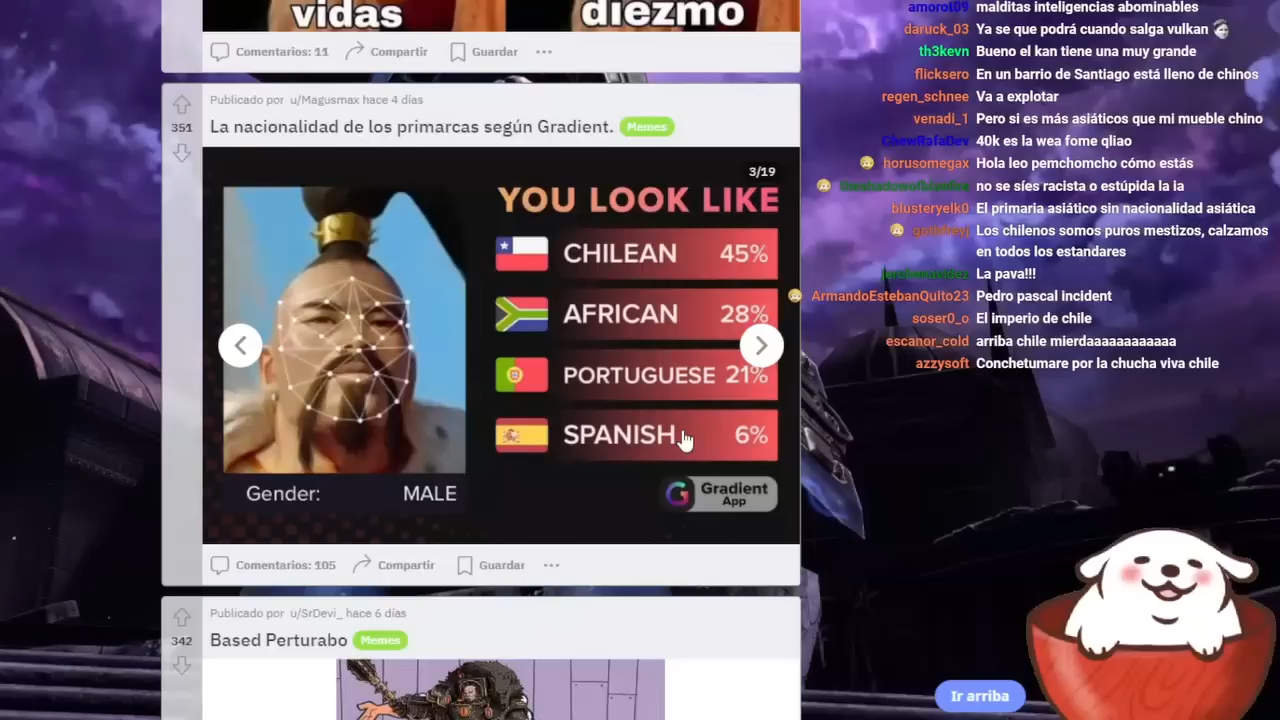 vidas
diezmo
Comentarios: 11
Compartir
Guardar
Publicado por u/Magusmax hace 4 días
351
La nacionalidad de los primarcas según Gradient.
Memes
3/19
YOU LOOK LIKE
CHILEAN 45%
AFRICAN 28%
PORTUGUESE 21%
SPANISH 6%
Gender: MALE
Gradient
App
Comentarios: 105
Compartir
Guardar
Publicado por u/SrDevi_ hace 6 días
342
Based Perturabo
Memes
amorot09 malditas inteligencias abominables
daruck_03 Ya se que podrá cuando salga vulkan
th3kevn Bueno el kan tiene una muy grande
flicksero En un barrio de Santiago está lleno de chinos
regen_schnee Va a explotar
venadi_1 Pero si es más asiáticos que mi mueble chino
40k es la wea fome qliao
horusomegax Hola leo pemchomcho cómo estás
no se síes racista o estúpida la ia
blusteryelk0 El primaria asiático sin nacionalidad asiática
Los chilenos somos puros mestizos, calzamos
en todos los estandares
La pava!!!
ArmandoEstebanQuito23 Pedro pascal incident
soser0_o El imperio de chile
escanor_cold arriba chile mierdaaaaaaaaaaa
azzysoft Conchetumare por la chucha viva chile
Ir arriba